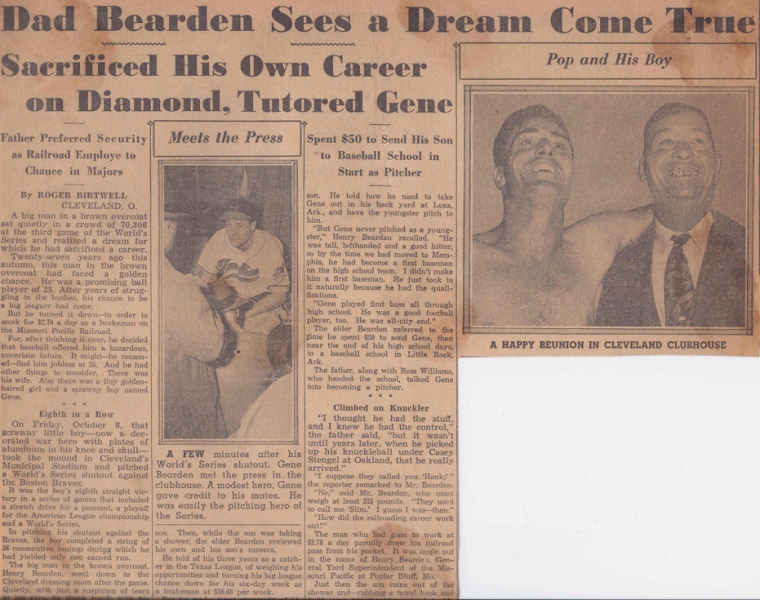 Dad Bearden Sees a Dream Come True
Sacrificed His Own Career
on Diamond, Tutored Gene
Father Preferred Security
as Railroad Employe to
Chance in Majors
By ROGER BIRTWELL
CLEVELAND, O.
A big man in a brown overcoat
sat quietly in a crowd of 70,306
at the third game of the World's
Series and realized a dream for
which he had sacrificed a career.
Twenty-seven years ago this
autumn, this man in the brown
overcoat had faced a golden
chance. He was a promising ball
player of 25. After years of strug-
gling in the bushes, his chance to be
a big leaguer had come.
But he turned it down—in order to
work for $2.79 a day as a brakeman on
the Missouri Pacific Railroad.
For, after thinking it over, he decided
that baseball offered him a hazardous,
uncertain future. It might—he reason-
ed—find him jobless at 35. And he had
other things to consider. There was
his wife. Also there was a tiny golden-
haired girl and a scrawny boy named
Gene.
* * *
Eighth in a Row
On Friday, October 8, that
scrawny little boy—now a dec-
orated war hero with plates of
aluminum in his knee and skull—
took the mound in Cleveland's
Municipal Stadium and pitched
a World's Series shutout against
the Boston Braves.
It was the boy's eighth straight vic-
tory in a series of games that included
a stretch drive for a pennant, a playoff
for the American League championship
and a World's Series.
In pitching his shutout against the
Braves, the boy completed a string of
38 consecutive innings during which he
had yielded only one earned run.
The big man in the brown overcoat,
Henry Bearden, went down to the
Cleveland dressing room after the game.
Quietly, with just a suspicion of tears
Meets the Press
Indians
A FEW minutes after his
World's Series shutout, Gene
Bearden met the press in the
clubhouse. A modest hero, Gene
gave credit to his mates. He
was easily the pitching hero of
the Series.
son. Then, while the son was taking
a shower, the elder Bearden reviewed
his own and his son's careers.
He told of his three years as a catch-
er in the Texas League, of weighing his
opportunities and turning his big league
chance down for his six-day week as
a brakeman at $16.68 per week.
Spent $50 to Send His Son
to Baseball School in
Start as Pitcher
son. He told how he used to take
Gene out in his back yard at Lexa,
Ark., and have the youngster pitch to
him.
"But Gene never pitched as a young-
ster," Henry Bearden recalled. "He
was tall, lefthanded and a good hitter,
so by the time we had moved to Mem-
phis, he had become a first baseman
on the high school team. I didn't make
him a first baseman. He just took to
it naturally because he had the quali-
fications.
"Gene played first base all through
high school. He was a good football
player, too. He was all-city end."
The elder Bearden referred to the
time he spent $50 to send Gene, then
near the end of his high school days,
to a baseball school in Little Rock,
Ark.
The father, along with Ross Williams,
who headed the school, talked Gene
into becoming a pitcher.
* * *
Climbed on Knuckler
"I thought he had the stuff,
and I knew he had the control,"
the father said, "but it wasn't
until years later, when he picked
up his knuckleball under Casey
Stengel at Oakland, that he really
arrived."
"I suppose they call you 'Henk,'"
the reporter remarked to Mr. Bearden.
"No," said Mr. Bearden, who must
weigh at least 235 pounds. "They used
to call me 'Slim.' I guess I was—then."
"How did the railroading career work
out?"
The man who had gone to work at
$2.78 a day proudly drew his railroad
pass from his pocket. It was made out
in the name of Henry Bearden, Gen-
eral Yard Superintendent of the Mis-
souri Pacific at Poplar Bluff, Mo.
Just then the son came out of the
shower and—rubbing a towel back and
Pop and His Boy
A HAPPY REUNION IN CLEVELAND CLUBHOUSE